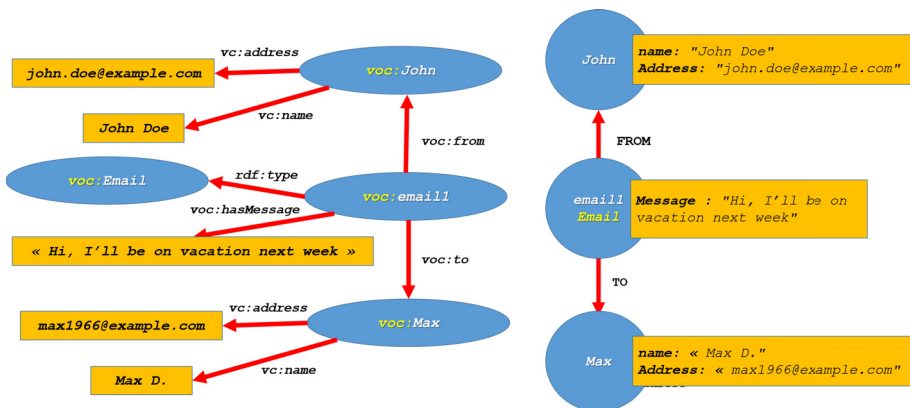 vc:address
voc:John
john.doe@example.com
vc:name
John Doe
voc:from
rdf:type
voc:Email
voc:email1
voc:hasMessage
« Hi, I’ll be on vacation next week »
voc:to
vc:address
voc:Max
max1966@example.com
vc:name
Max D.
John
name: "John Doe"
Address: "john.doe@example.com"
FROM
email1
Email
Message : "Hi, I’ll be on
vacation next week"
TO
Max
name: « Max D."
Address: « max1966@example.com"